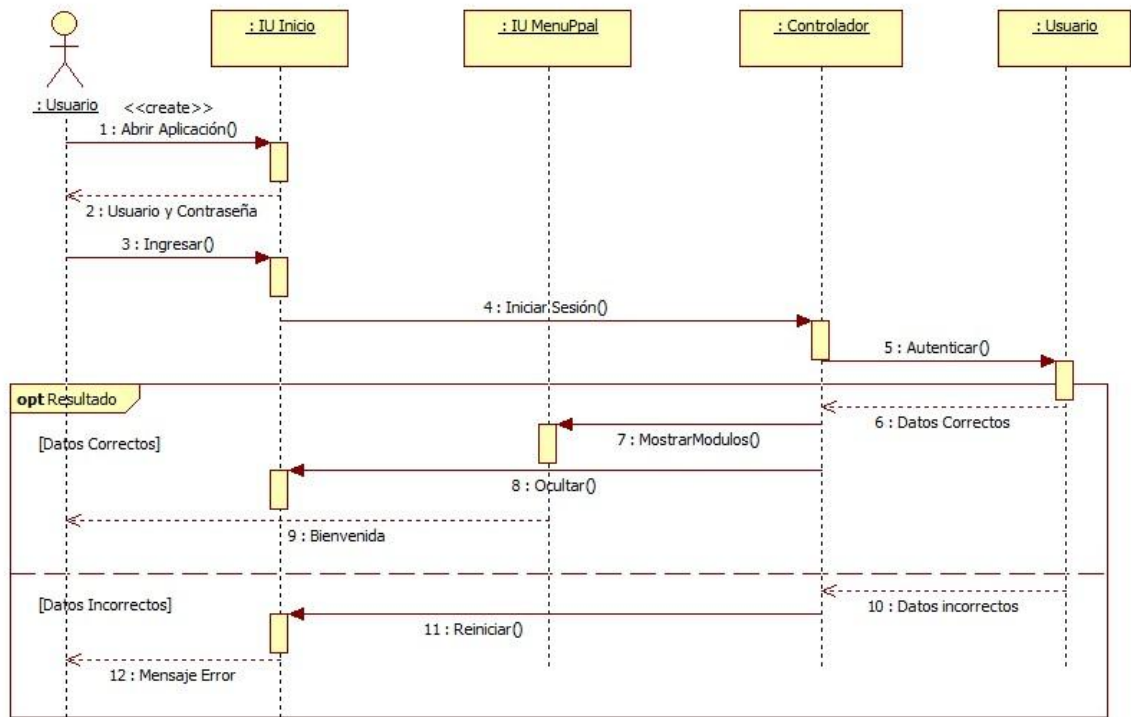 : IU Inicio
: IU MenuPpal
: Controlador
: Usuario
: Usuario
<<create>>
1 : Abrir Aplicación()
2 : Usuario y Contraseña
3 : Ingresar()
4 : Iniciar Sesión()
5 : Autenticar()
opt Resultado
6 : Datos Correctos
[Datos Correctos]
7 : MostrarModulos()
8 : Ocultar()
9 : Bienvenida
[Datos Incorrectos]
10 : Datos incorrectos
11 : Reiniciar()
12 : Mensaje Error